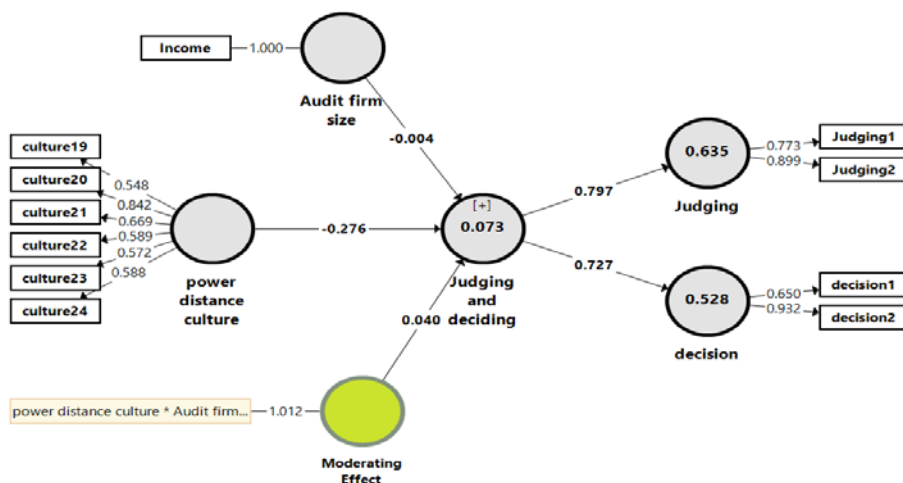 Income
1.000
Audit firm
size
-0.004
culture19
culture20
culture21
culture22
culture23
culture24
0.548
0.842
0.669
0.589
0.572
0.588
power
distance
culture
-0.276
[+]
0.073
Judging
and
deciding
0.797
0.635
Judging
0.773
0.899
Judging1
Judging2
0.727
0.528
decision
0.650
0.932
decision1
decision2
0.040
power distance culture * Audit firm...
1.012
Moderating
Effect